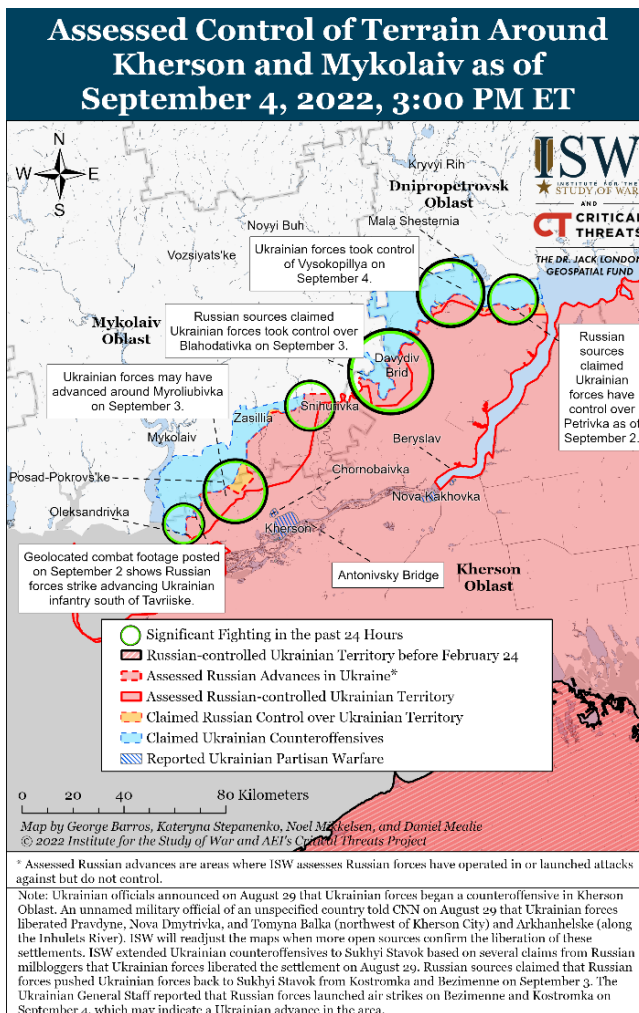 Assessed Control of Terrain Around
Kherson and Mykolaiv as of
September 4, 2022, 3:00 PM ET
N
W E
S
ISW
INSTITUTE FOR THE
STUDY OF WAR
AND
CT CRITICAL
THREATS
THE DR. JACK LONDON
GEOSPATIAL FUND
Kryvyi Rih
Dnipropetrovsk
Oblast
Mala Shesternia
Novyi Buh
Vozsiyats'ke
Ukrainian forces took control
of Vysokopillya on
September 4.
Mykolaiv
Oblast
Russian sources claimed
Ukrainian forces took control over
Blahodativka on September 3.
Russian
sources
claimed
Ukrainian
forces have
control over
Petrivka as of
September 2.
Davydiv
Brid
Ukrainian forces may have
advanced around Myroliubivka
on September 3.
Snihurivka
Zasillia
Mykolaiv
Beryslav
Posad-Pokrovs'ke
Chornobaivka
Nova Kakhovka
Oleksandrivka
Kherson
Geolocated combat footage posted
on September 2 shows Russian
forces strike advancing Ukrainian
infantry south of Tavriiske.
Antonivsky Bridge
Kherson
Oblast
Significant Fighting in the past 24 Hours
Russian-controlled Ukrainian Territory before February 24
Assessed Russian Advances in Ukraine*
Assessed Russian-controlled Ukrainian Territory
Claimed Russian Control over Ukrainian Territory
Claimed Ukrainian Counteroffensives
Reported Ukrainian Partisan Warfare
0 20 40 80 Kilometers
Map by George Barros, Kateryna Stepanenko, Noel Mikkelsen, and Daniel Mealie
© 2022 Institute for the Study of War and AEI's Critical Threats Project
* Assessed Russian advances are areas where ISW assesses Russian forces have operated in or launched attacks
against but do not control.
Note: Ukrainian officials announced on August 29 that Ukrainian forces began a counteroffensive in Kherson
Oblast. An unnamed military official of an unspecified country told CNN on August 29 that Ukrainian forces
liberated Pravdyne, Nova Dmytrivka, and Tomyna Balka (northwest of Kherson City) and Arkhanhelske (along
the Inhulets River). ISW will readjust the maps when more open sources confirm the liberation of these
settlements. ISW extended Ukrainian counteroffensives to Sukhyi Stavok based on several claims from Russian
milbloggers that Ukrainian forces liberated the settlement on August 29. Russian sources claimed that Russian
forces pushed Ukrainian forces back to Sukhyi Stavok from Kostromka and Bezimenne on September 3. The
Ukrainian General Staff reported that Russian forces launched air strikes on Bezimenne and Kostromka on
September 4, which may indicate a Ukrainian advance in the area.